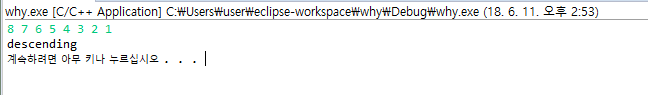 why.exe [C/C++ Application] C:₩Users₩user₩eclipse-workspace₩why₩Debug₩why.exe (18. 6. 11. 오후 2:53)
8 7 6 5 4 3 2 1
descending
계속하려면 아무 키나 누르십시오 . . .